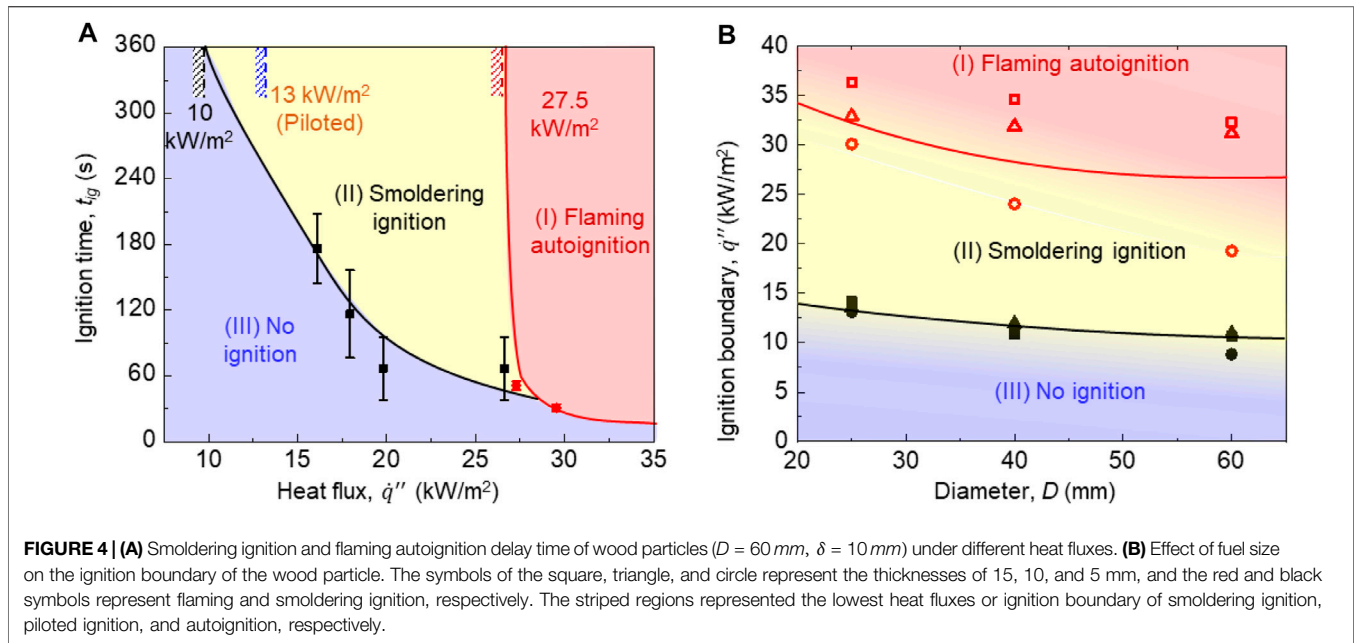 A
B
360
300
240
180
120
60
0
Ignition time, t_ig (s)
10
kW/m²
13 kW/m²
(Piloted)
27.5
kW/m²
(II) Smoldering
ignition
(I) Flaming
autoignition
(III) No
ignition
10 15 20 25 30 35
Heat flux, q̇'' (kW/m²)
40
35
30
25
20
15
10
5
0
Ignition boundary, q̇'' (kW/m²)
(I) Flaming autoignition
(II) Smoldering ignition
(III) No ignition
20 30 40 50 60
Diameter, D (mm)
FIGURE 4 | (A) Smoldering ignition and flaming autoignition delay time of wood particles (D = 60 mm, δ = 10 mm) under different heat fluxes. (B) Effect of fuel size
on the ignition boundary of the wood particle. The symbols of the square, triangle, and circle represent the thicknesses of 15, 10, and 5 mm, and the red and black
symbols represent flaming and smoldering ignition, respectively. The striped regions represented the lowest heat fluxes or ignition boundary of smoldering ignition,
piloted ignition, and autoignition, respectively.